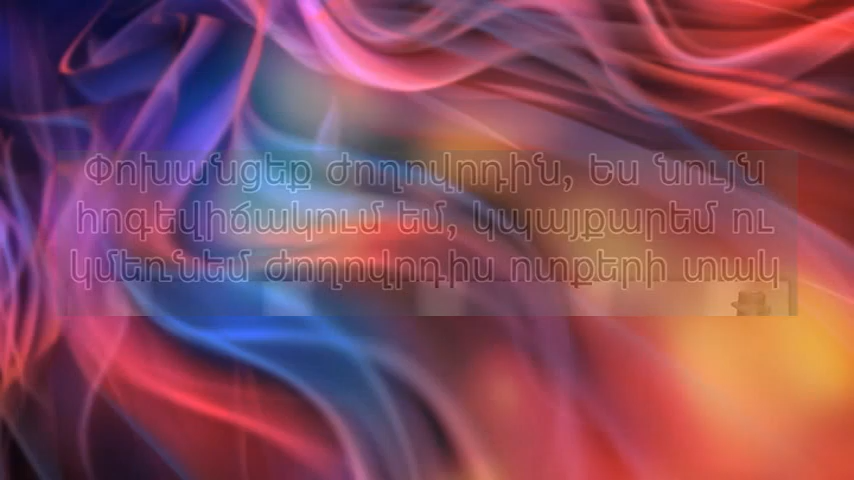 Փոխանցեք ժողովրդին, ես նույն
հոգեվիճակում եմ, կպայքարեմ ու
կմեռնեմ ժողովրդիս ոտքերի տակ